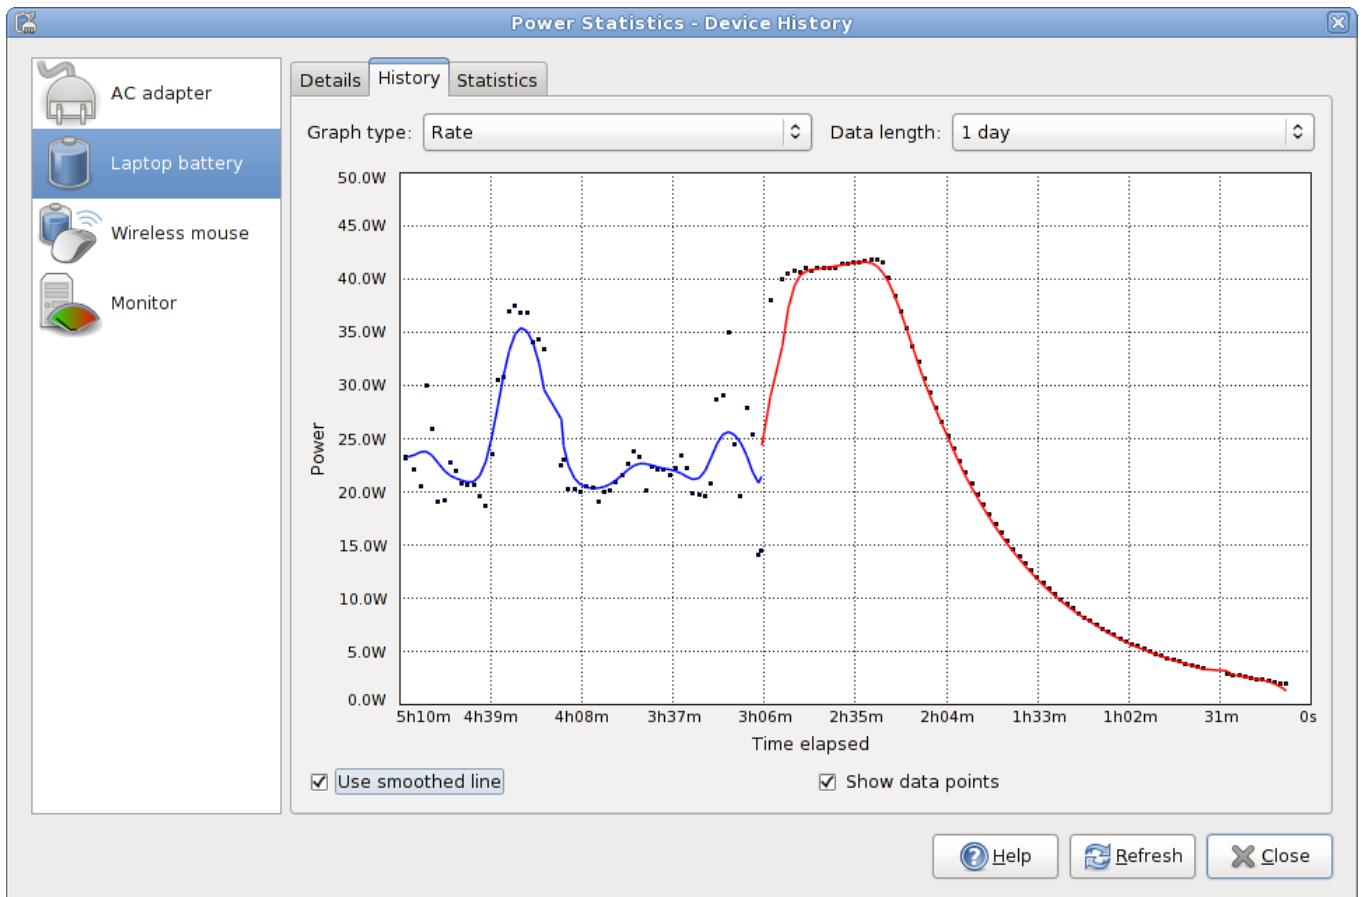 Power Statistics - Device History
AC adapter
Laptop battery
Wireless mouse
Monitor
Details History Statistics
Graph type: Rate Data length: 1 day
50.0W
45.0W
40.0W
35.0W
30.0W
25.0W
20.0W
15.0W
10.0W
5.0W
0.0W
Power
5h10m 4h39m 4h08m 3h37m 3h06m 2h35m 2h04m 1h33m 1h02m 31m 0s
Time elapsed
Use smoothed line Show data points
Help Refresh Close